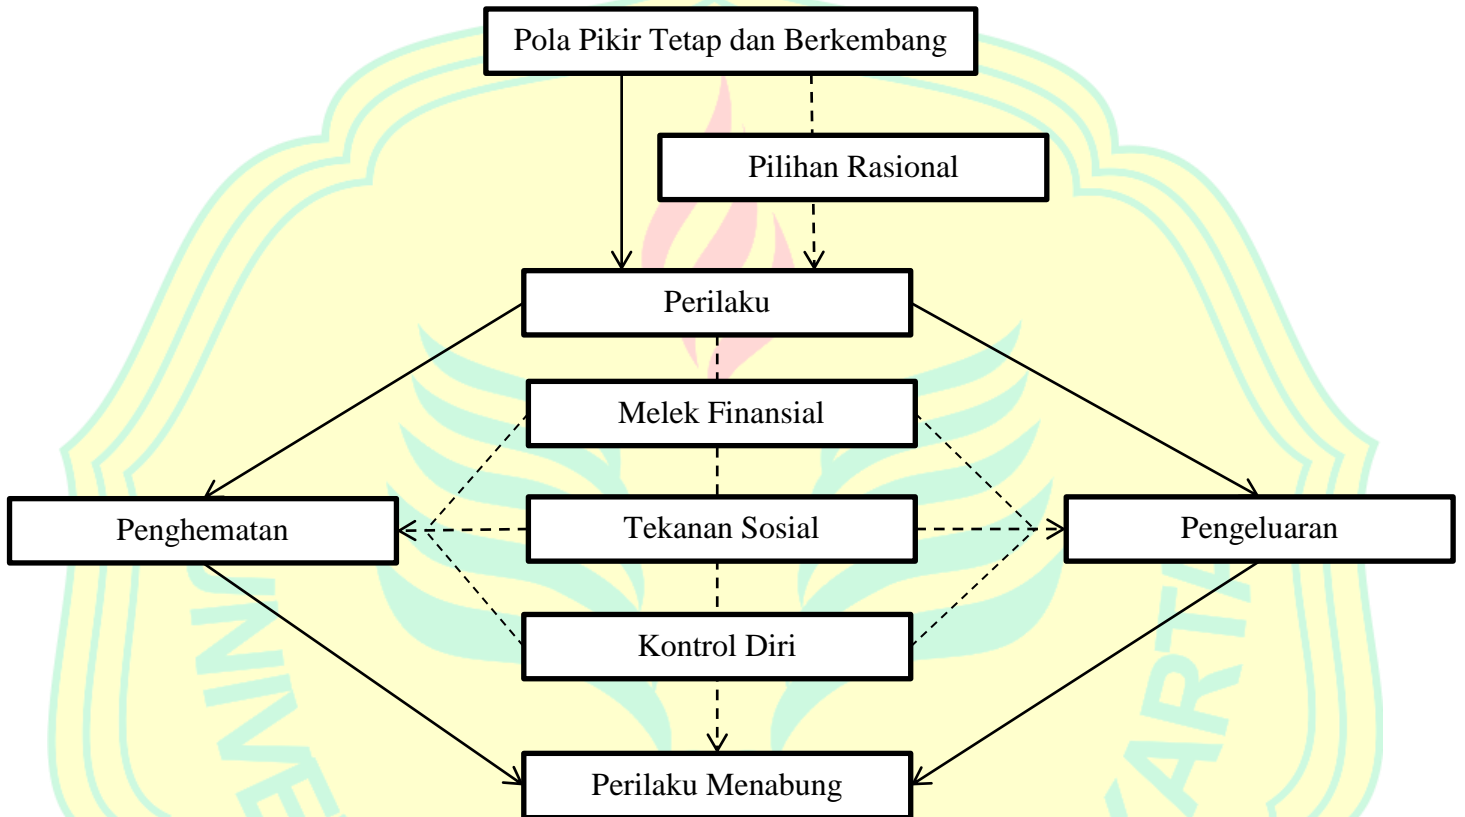 Pola Pikir Tetap dan Berkembang
Pilihan Rasional
Perilaku
Melek Finansial
Penghematan
Tekanan Sosial
Pengeluaran
Kontrol Diri
Perilaku Menabung